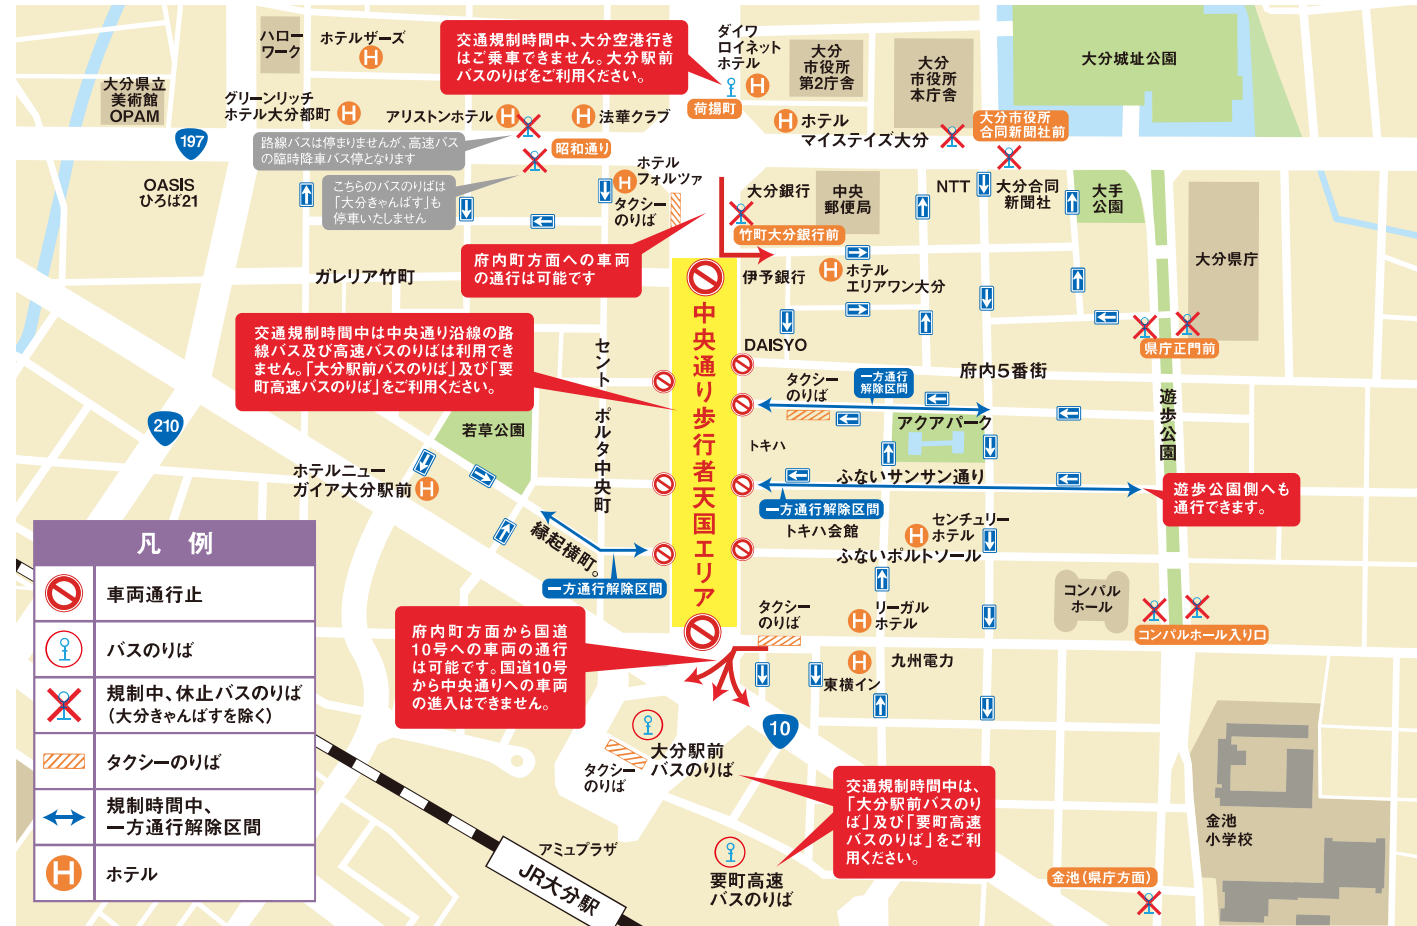 ハロー
ワーク
ホテルザーズ
交通規制時間中、大分空港行き
はご乗車できません。大分駅前
バスのりばをご利用ください。
ダイワ
ロイネット
ホテル
大分
市役所
第2庁舎
大分
市役所
本庁舎
大分城址公園
大分県立
美術館
OPAM
グリーンリッチ
ホテル大分都町
アリストンホテル
法華クラブ
荷揚町
ホテル
マイステイズ大分
大分市役所
合同新聞社前
197
路線バスは停まりませんが、高速バス
の臨時降車バス停となります
昭和通り
ホテル
フォルツァ
OASIS
ひろば21
こちらのバスのりばは
「大分きゃんばす」も
停車いたしません
タクシー
のりば
大分銀行
中央
郵便局
NTT
大分合同
新聞社
大手
公園
竹町大分銀行前
府内町方面への車両
の通行は可能です
ガレリア竹町
伊予銀行
ホテル
エリアワン大分
大分県庁
交通規制時間中は中央通り沿線の路
線バス及び高速バスのりばは利用でき
ません。「大分駅前バスのりば」及び「要
町高速バスのりば」をご利用ください。
中央通り歩行者天国エリア
セント ポルタ中央町
DAISYO
県庁正門前
府内5番街
タクシー
のりば
一方通行
解除区間
遊歩公園
210
若草公園
アクアパーク
トキハ
ホテルニュー
ガイア大分駅前
ふないサンサン通り
遊歩公園側へも
通行できます。
一方通行解除区間
トキハ会館
センチュリー
ホテル
縁起横町。
ふないポルトソール
一方通行解除区間
コンパル
ホール
凡例
車両通行止
バスのりば
規制中、休止バスのりば
(大分きゃんばすを除く)
タクシーのりば
規制時間中、
一方通行解除区間
H
ホテル
府内町方面から国道
10号への車両の通行
は可能です。国道10号
から中央通りへの車両
の進入はできません。
タクシー
のりば
リーガル
ホテル
コンパルホール入り口
九州電力
東横イン
10
大分駅前
バスのりば
タクシー
のりば
交通規制時間中は、
「大分駅前バスのり
ば」及び「要町高速
バスのりば」をご利
用ください。
金池
小学校
アミュプラザ
JR大分駅
要町高速
バスのりば
金池(県庁方面)